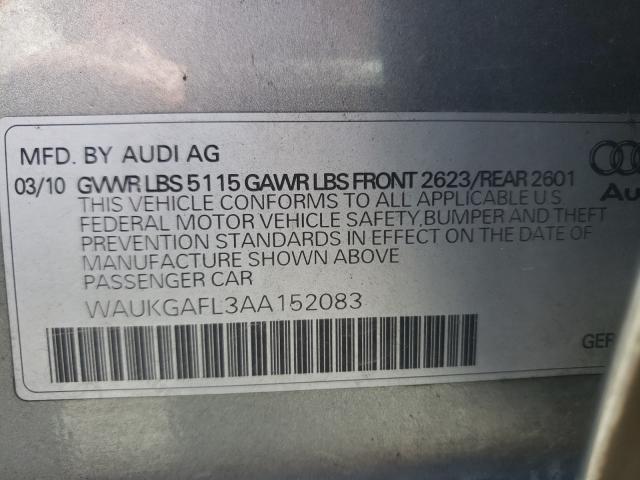 MFD. BY AUDI AG
03/10 GVWR LBS 5115 GAWR LBS FRONT 2623/REAR 2601
THIS VEHICLE CONFORMS TO ALL APPLICABLE U.S
FEDERAL MOTOR VEHICLE SAFETY,BUMPER AND THEFT
PREVENTION STANDARDS IN EFFECT ON THE DATE OF
MANUFACTURE SHOWN ABOVE
PASSENGER CAR
WAUKGAFL3AA152083
Au
GER